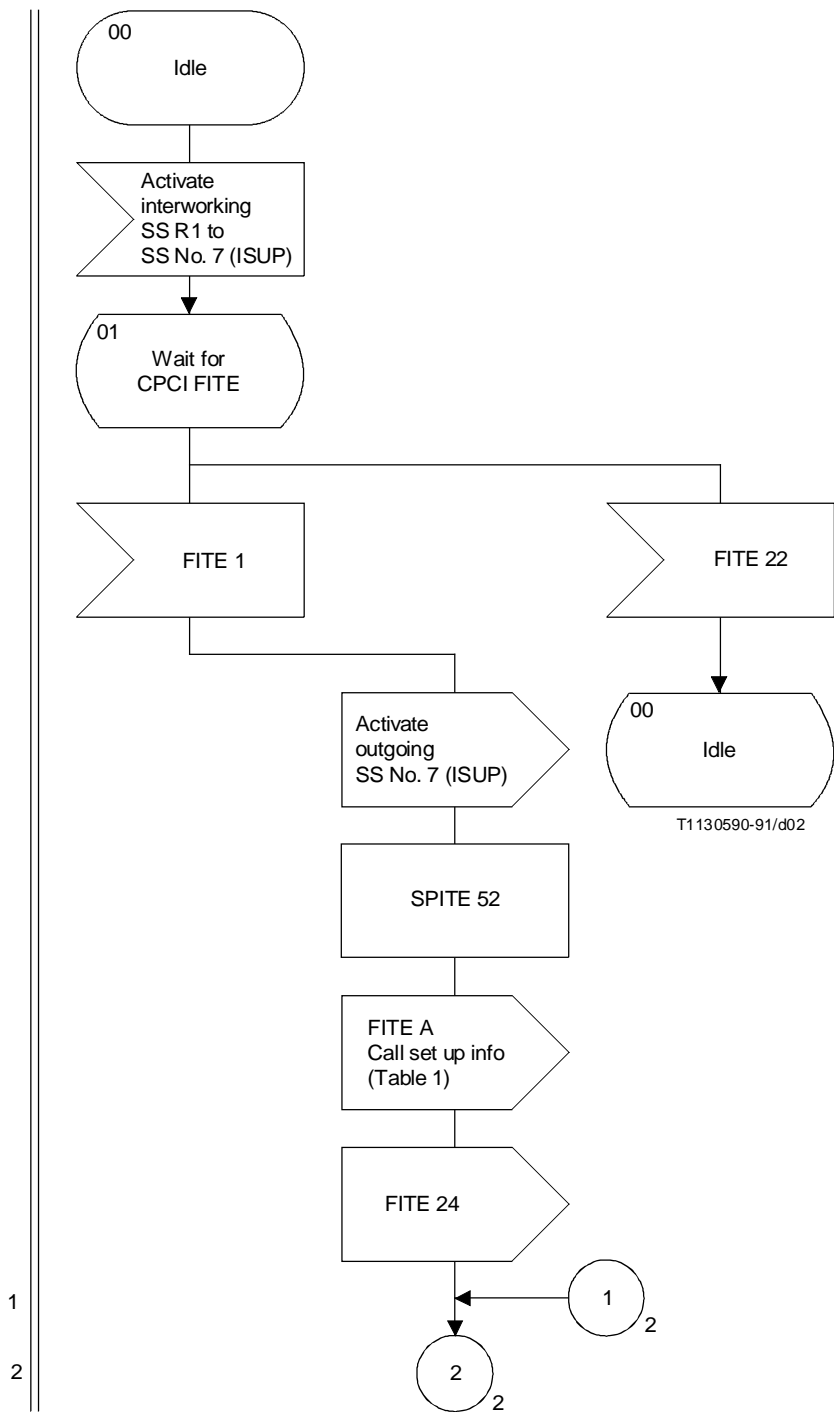 00
Idle
Activate
interworking
SS R1 to
SS No. 7 (ISUP)
01
Wait for
CPCI FITE
FITE 1
FITE 22
Activate
outgoing
SS No. 7 (ISUP)
00
Idle
T1130590-91/d02
SPITE 52
FITE A
Call set up info
(Table 1)
FITE 24
1
1
2
2
2
2